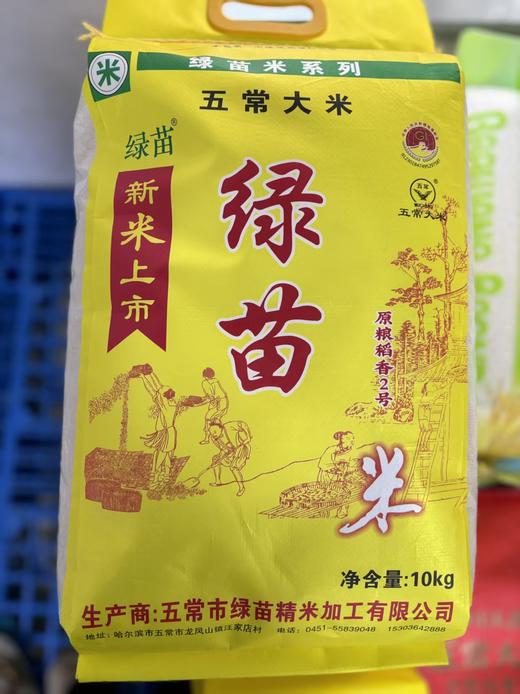 绿苗米系列
米
五常大米
绿苗®
新米上市
绿苗
五常
®
五常大米
原粮稻香2号
米
净含量:10kg
生产商:五常市绿苗精米加工有限公司
地址: 哈尔滨市五常市龙凤山镇汪家店村 电话: 0451-55839048 15303642888